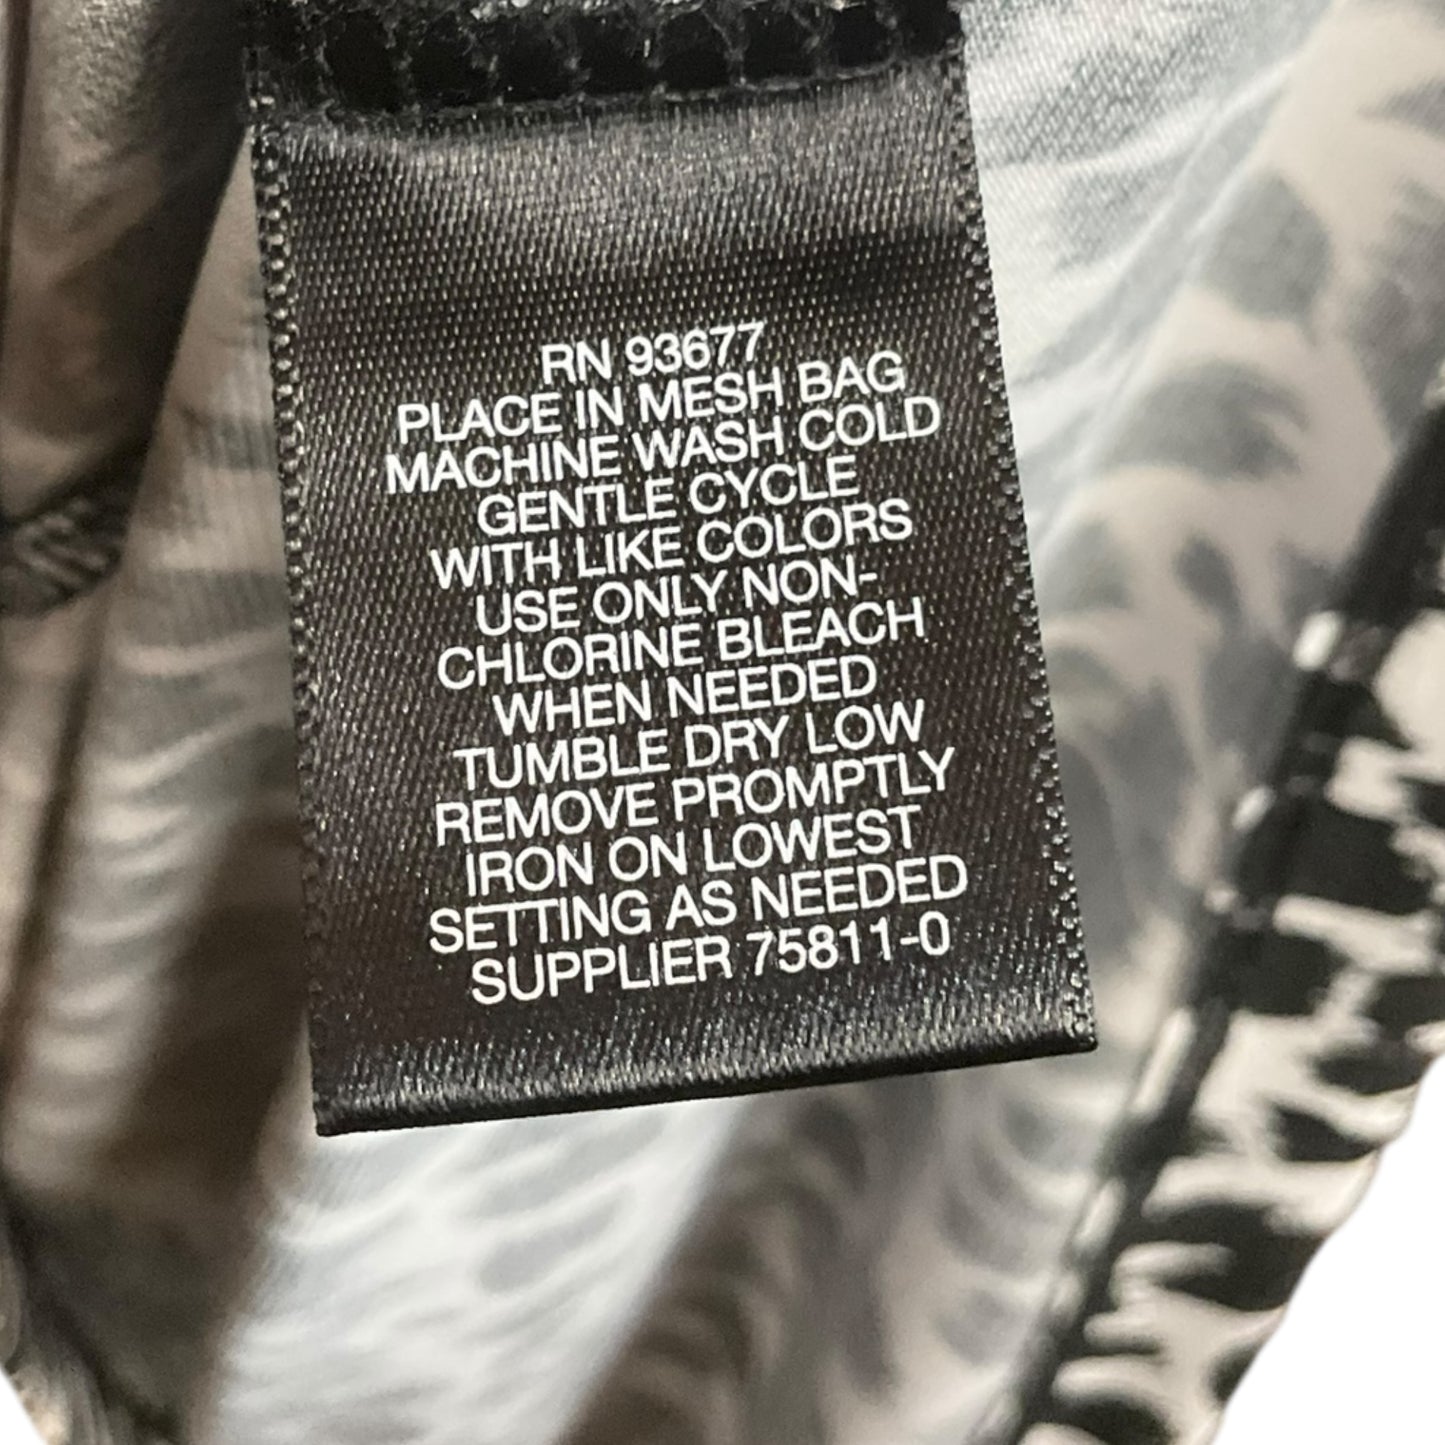 RN 93677
PLACE IN MESH BAG
MACHINE WASH COLD
GENTLE CYCLE
WITH LIKE COLORS
USE ONLY NON-
CHLORINE BLEACH
WHEN NEEDED
TUMBLE DRY LOW
REMOVE PROMPTLY
IRON ON LOWEST
SETTING AS NEEDED
SUPPLIER 75811-0